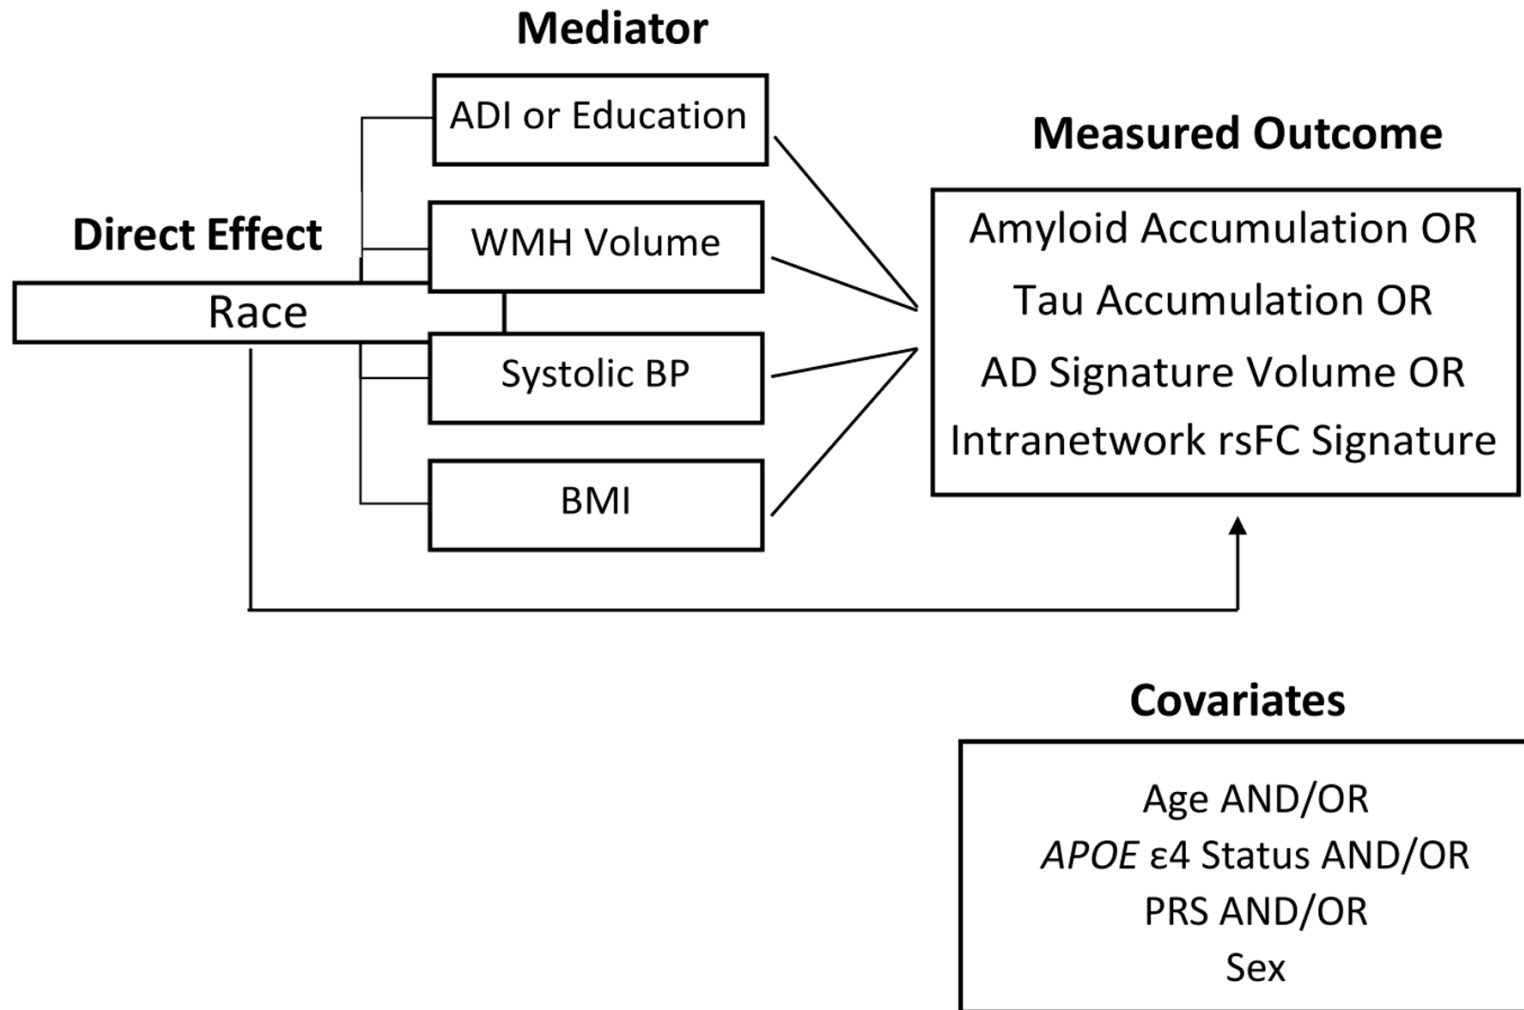 Mediator
ADI or Education
Measured Outcome
Direct Effect
WMH Volume
Race
Systolic BP
BMI
Amyloid Accumulation OR
Tau Accumulation OR
AD Signature Volume OR
Intranetwork rsFC Signature
Covariates
Age AND/OR
APOE ε4 Status AND/OR
PRS AND/OR
Sex